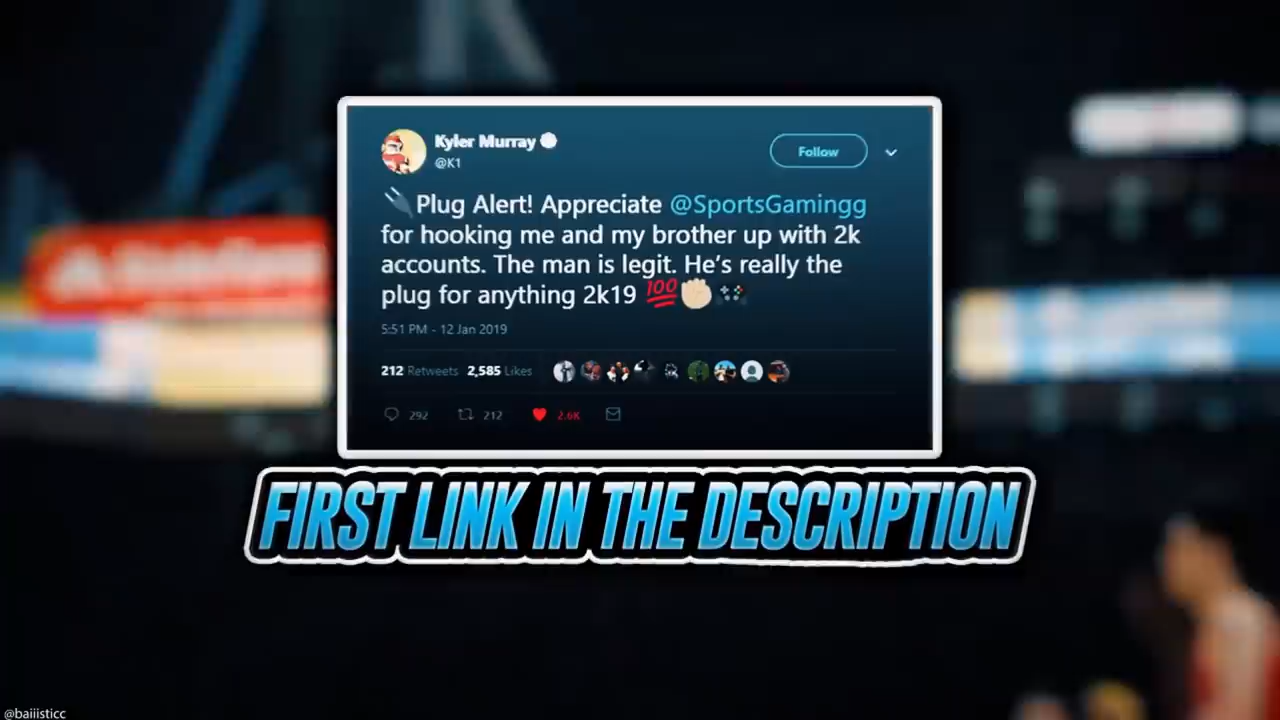 Kyler Murray
@K1
Follow
Plug Alert! Appreciate @SportsGamingg
for hooking me and my brother up with 2k
accounts. The man is legit. He's really the
plug for anything 2k19 💯✊🏼🎮
5:51 PM - 12 Jan 2019
212 Retweets 2,585 Likes
292 212 2.6K
FIRST LINK IN THE DESCRIPTION
@baiiisticc